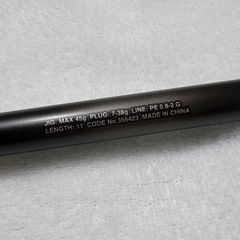 JIG: MAX 45g PLUG: 7-38g LINE: PE 0.8-2 G
LENGTH: 11' CODE No.355423 MADE IN CHINA